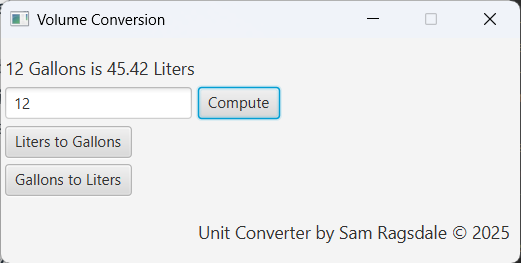 Volume Conversion
12 Gallons is 45.42 Liters
12 Compute
Liters to Gallons
Gallons to Liters
Unit Converter by Sam Ragsdale © 2025